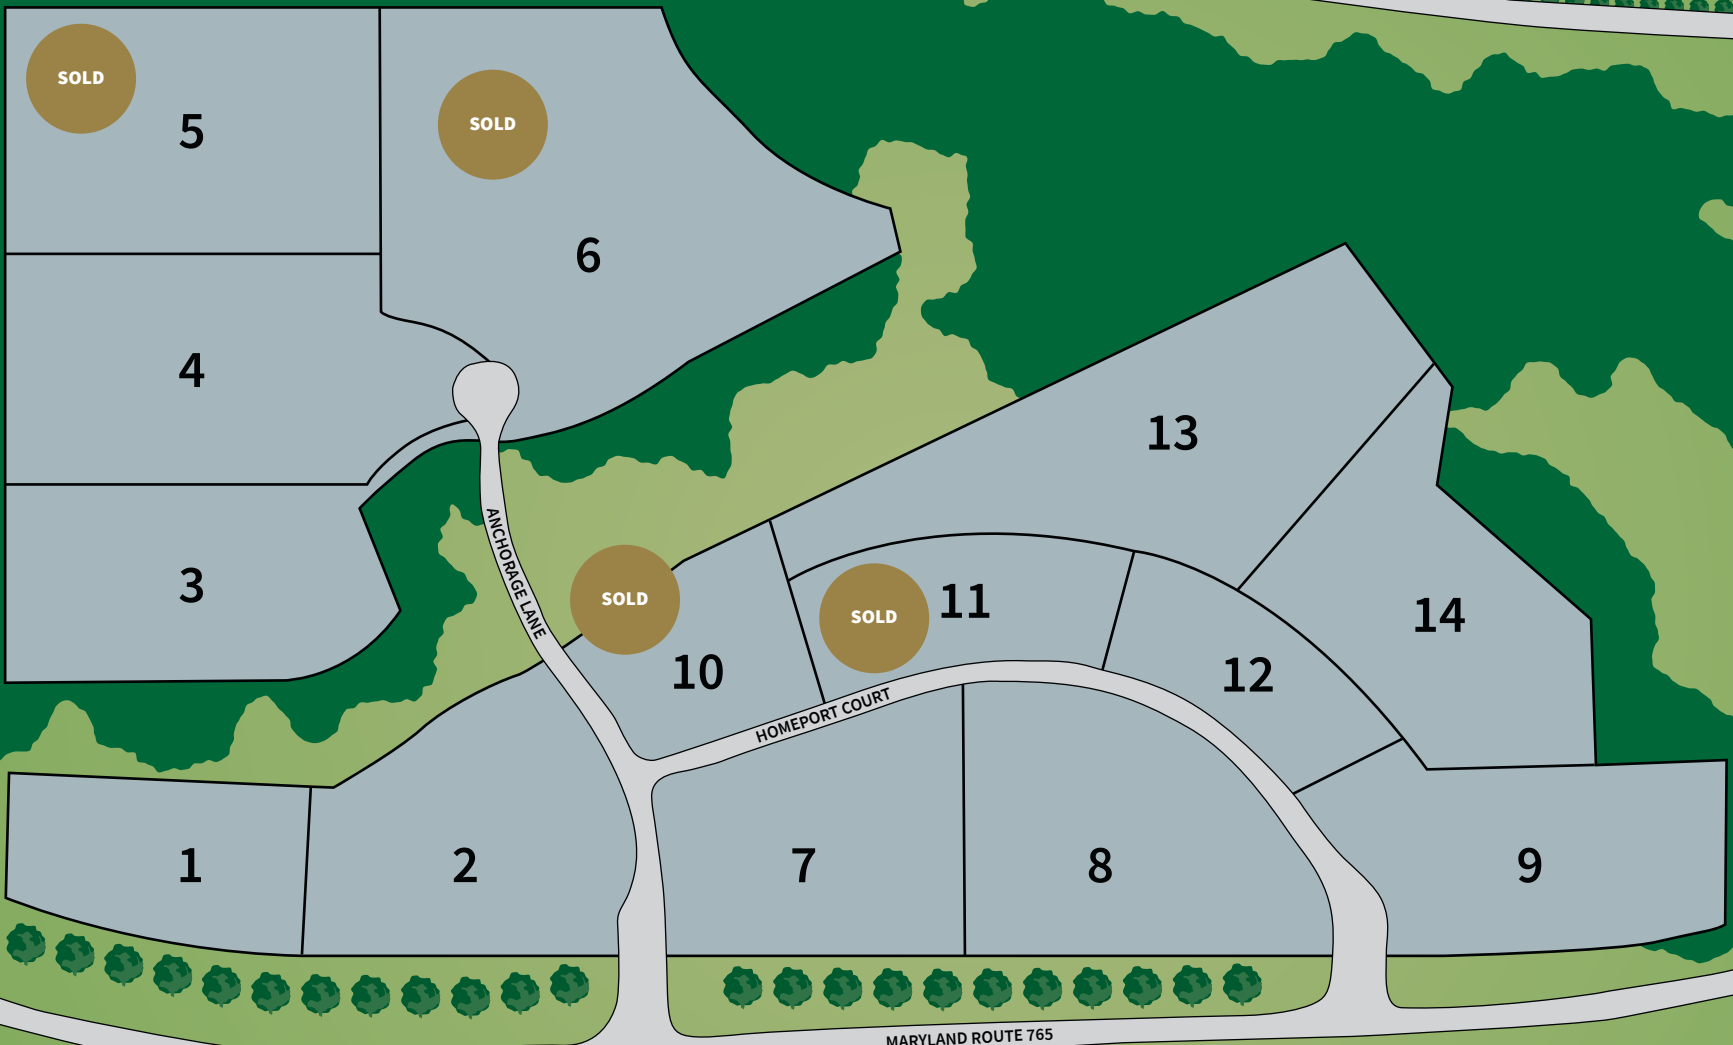 SOLD
5
SOLD
6
4
3
ANCHORAGE LANE
SOLD
10
SOLD
11
13
12
14
HOMEPORT COURT
1
2
7
8
9
MARYLAND ROUTE 765